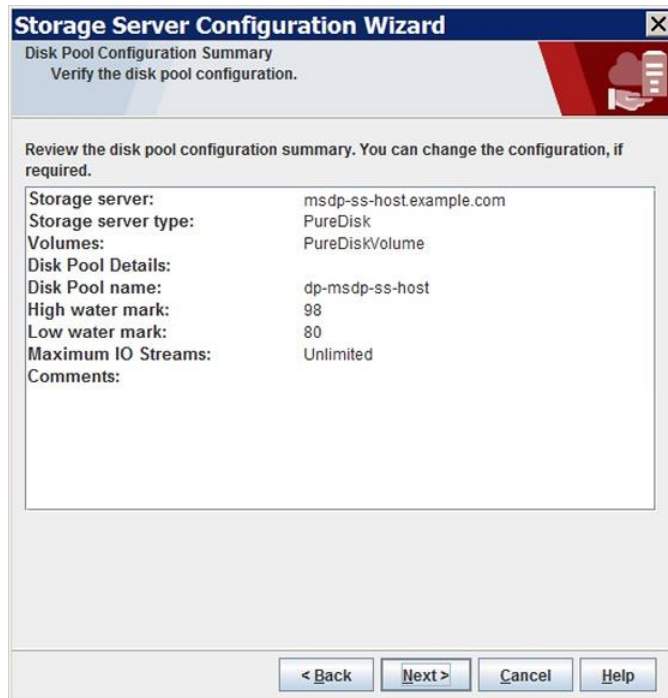 Storage Server Configuration Wizard
Disk Pool Configuration Summary
Verify the disk pool configuration.
Review the disk pool configuration summary. You can change the configuration, if
required.
Storage server: msdp-ss-host.example.com
Storage server type: PureDisk
Volumes: PureDiskVolume
Disk Pool Details:
Disk Pool name: dp-msdp-ss-host
High water mark: 98
Low water mark: 80
Maximum IO Streams: Unlimited
Comments:
< Back Next > Cancel Help